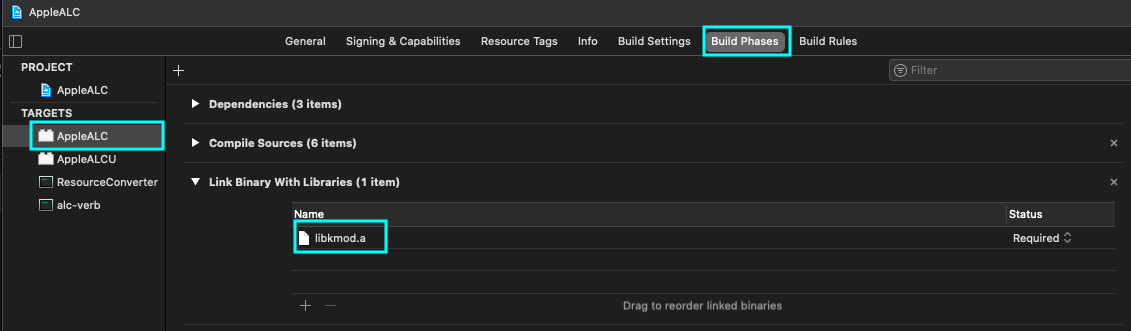 AppleALC
General Signing & Capabilities Resource Tags Info Build Settings Build Phases Build Rules
PROJECT
AppleALC
TARGETS
AppleALC
AppleALCU
ResourceConverter
alc-verb
Filter
Dependencies (3 items)
Compile Sources (6 items)
Link Binary With Libraries (1 item)
Name Status
libkmod.a Required
Drag to reorder linked binaries